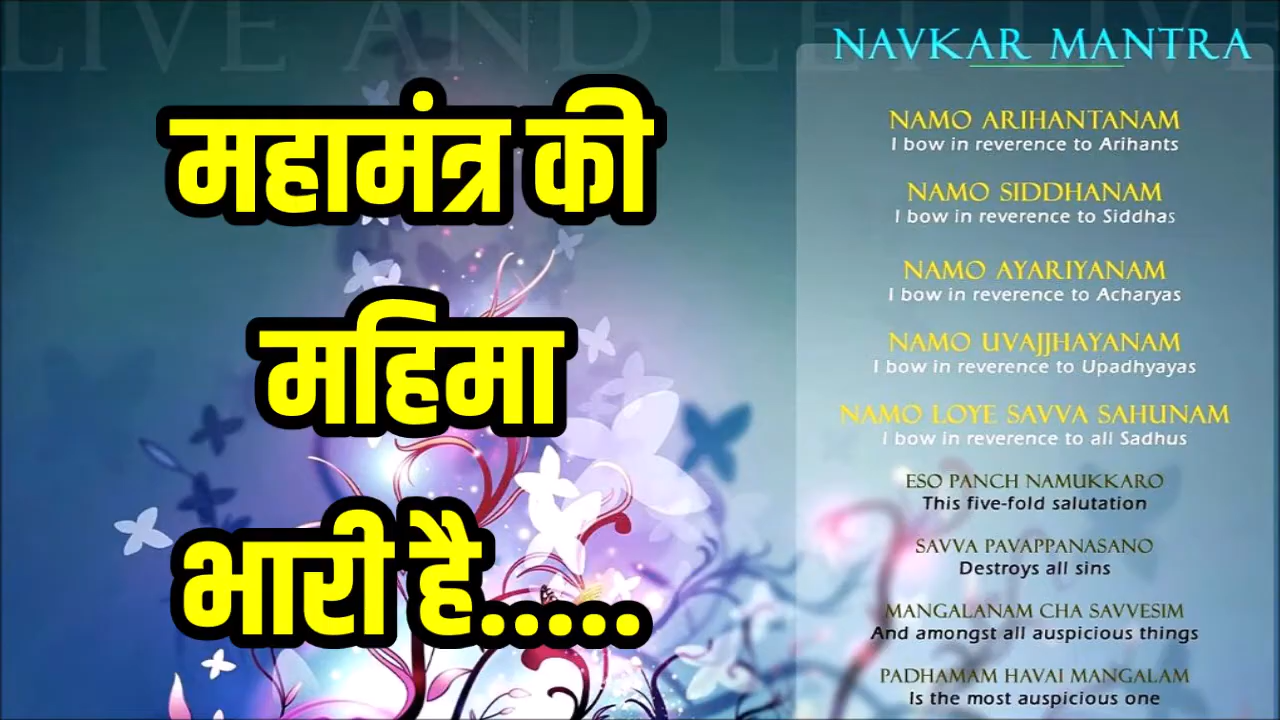 LIVE AND LET LIVE
महामंत्र की
महिमा
भारी है.....
NAVKAR MANTRA
NAMO ARIHANTANAM
I bow in reverence to Arihants
NAMO SIDDHANAM
I bow in reverence to Siddhas
NAMO AYARIYANAM
I bow in reverence to Acharyas
NAMO UVAJJHAYANAM
I bow in reverence to Upadhyayas
NAMO LOYE SAVVA SAHUNAM
I bow in reverence to all Sadhus
ESO PANCH NAMUKKARO
This five-fold salutation
SAVVA PAVAPPANASANO
Destroys all sins
MANGALANAM CHA SAVVESIM
And amongst all auspicious things
PADHAMAM HAVAI MANGALAM
Is the most auspicious one